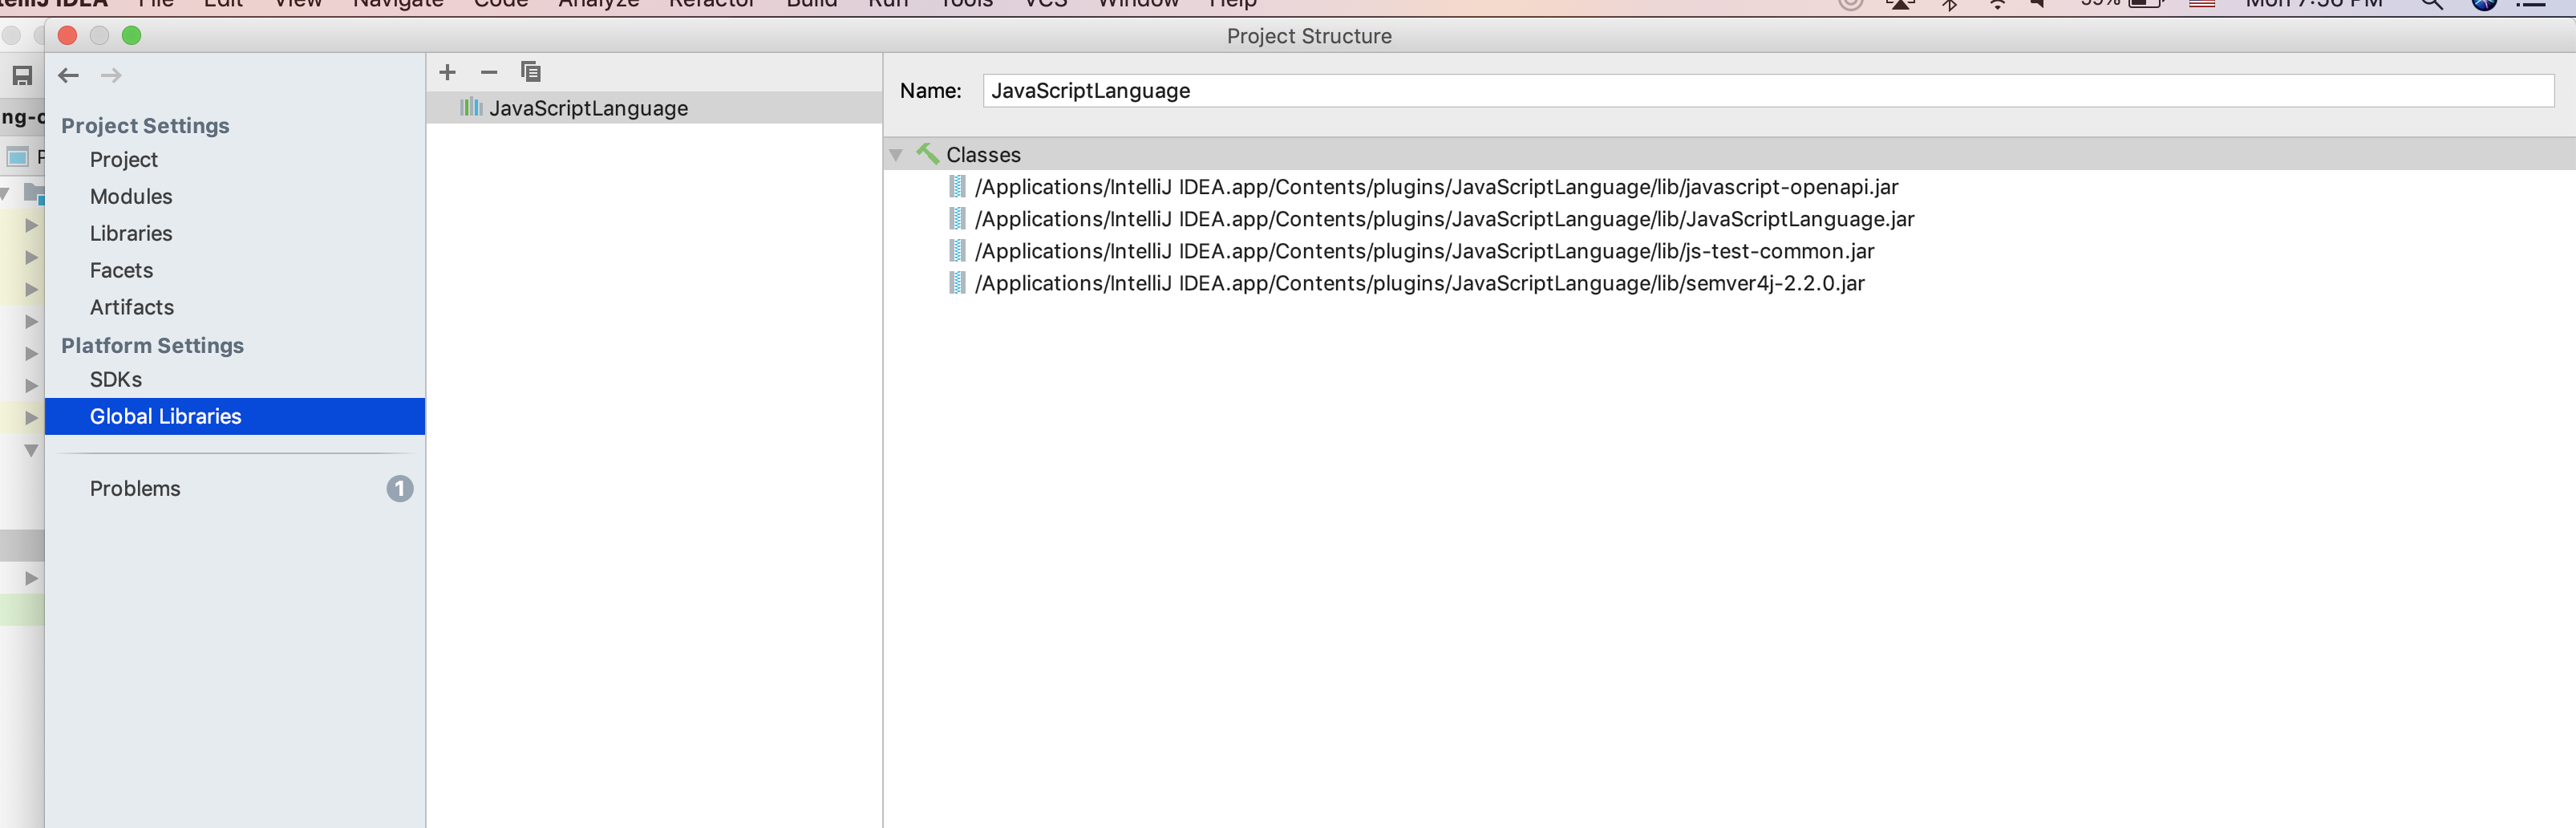 IDEA File Edit View Navigate Code Analyze Refactor Build Run Tools VCS Window Help Mon 7:56 PM
Project Structure
Project Settings
Project
Modules
Libraries
Facets
Artifacts
Platform Settings
SDKs
Global Libraries
Problems 1
JavaScriptLanguage
Name: JavaScriptLanguage
Classes
/Applications/IntelliJ IDEA.app/Contents/plugins/JavaScriptLanguage/lib/javascript-openapi.jar
/Applications/IntelliJ IDEA.app/Contents/plugins/JavaScriptLanguage/lib/JavaScriptLanguage.jar
/Applications/IntelliJ IDEA.app/Contents/plugins/JavaScriptLanguage/lib/js-test-common.jar
/Applications/IntelliJ IDEA.app/Contents/plugins/JavaScriptLanguage/lib/semver4j-2.2.0.jar